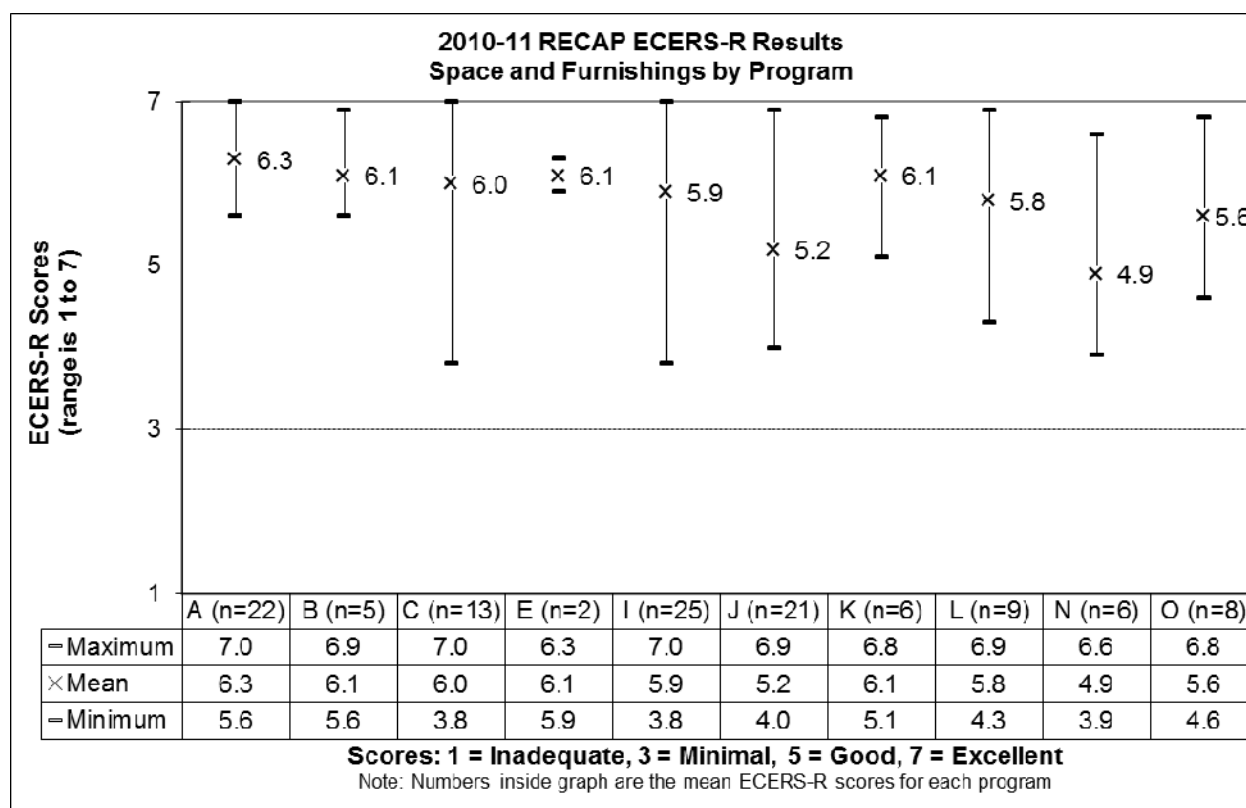 2010-11 RECAP ECERS-R Results
Space and Furnishings by Program
ECERS-R Scores
(range is 1 to 7)
7
5
3
1
6.3
6.1
6.0
6.1
5.9
5.2
6.1
5.8
4.9
5.6
A (n=22) B (n=5) C (n=13) E (n=2) I (n=25) J (n=21) K (n=6) L (n=9) N (n=6) O (n=8)
Maximum 7.0 6.9 7.0 6.3 7.0 6.9 6.8 6.9 6.6 6.8
Mean 6.3 6.1 6.0 6.1 5.9 5.2 6.1 5.8 4.9 5.6
Minimum 5.6 5.6 3.8 5.9 3.8 4.0 5.1 4.3 3.9 4.6
Scores: 1 = Inadequate, 3 = Minimal, 5 = Good, 7 = Excellent
Note: Numbers inside graph are the mean ECERS-R scores for each program